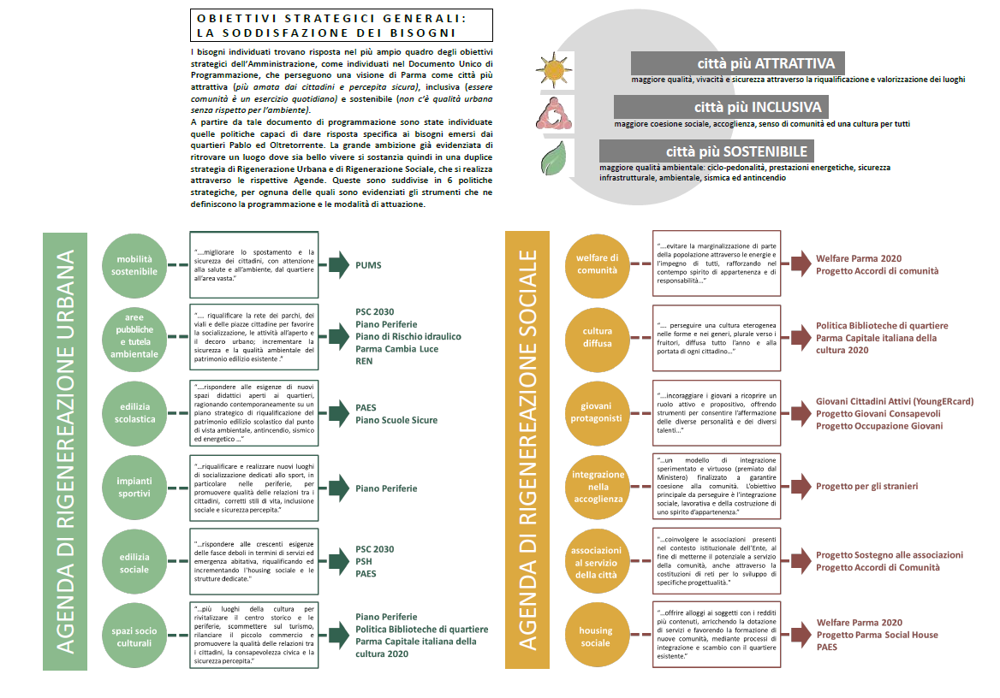 OBIETTIVI STRATEGICI GENERALI:
LA SODDISFAZIONE DEI BISOGNI
I bisogni individuati trovano risposta nel più ampio quadro degli obiettivi
strategici dell'Amministrazione, come individuati nel Documento Unico di
Programmazione, che perseguono una visione di Parma come città più
attrattiva (più amata dai cittadini e percepita sicura), inclusiva (essere
comunità è un esercizio quotidiano) e sostenibile (non c'è qualità urbana
senza rispetto per l'ambiente).
A partire da tale documento di programmazione sono state individuate
quelle politiche capaci di dare risposta specifica ai bisogni emersi dai
quartieri Pablo ed Oltretorrente. La grande ambizione già evidenziata di
ritrovare un luogo dove sia bello vivere si sostanzia quindi in una duplice
strategia di Rigenerazione Urbana e di Rigenerazione Sociale, che si realizza
attraverso le rispettive Agende. Queste sono suddivise in 6 politiche
strategiche, per ognuna delle quali sono evidenziati gli strumenti che ne
definiscono la programmazione e le modalità di attuazione.
città più ATTRATTIVA
maggiore qualità, vivacità e sicurezza attraverso la riqualificazione e valorizzazione dei luoghi
città più INCLUSIVA
maggiore coesione sociale, accoglienza, senso di comunità ed una cultura per tutti
città più SOSTENIBILE
maggiore qualità ambientale: ciclo-pedonalità, prestazioni energetiche, sicurezza
infrastrutturale, ambientale, sismica ed antincendio
AGENDA DI RIGENEREAZIONE URBANA
mobilità
sostenibile
"....migliorare lo spostamento e la
sicurezza dei cittadini, con attenzione
alla salute e all'ambiente, dal quartiere
all'area vasta."
PUMS
aree
pubbliche
e tutela
ambientale
".... riqualificare la rete dei parchi, dei
viali e delle piazze cittadine per favorire
la socializzazione, le attività all'aperto e
il decoro urbano; incrementare la
sicurezza e la qualità ambientale del
patrimonio edilizio esistente ."
PSC 2030
Piano Periferie
Piano di Rischio idraulico
Parma Cambia Luce
REN
edilizia
scolastica
"....rispondere alle esigenze di nuovi
spazi didattici aperti ai quartieri,
ragionando contemporaneamente su un
piano strategico di riqualificazione del
patrimonio edilizio scolastico dal punto
di vista ambientale, antincendio, sismico
ed energetico ..."
PAES
Piano Scuole Sicure
impianti
sportivi
"...riqualificare e realizzare nuovi luoghi
di socializzazione dedicati allo sport, in
particolare nelle periferie, per
promuovere qualità delle relazioni tra i
cittadini, corretti stili di vita, inclusione
sociale e sicurezza percepita."
Piano Periferie
edilizia
sociale
"...rispondere alle crescenti esigenze
delle fasce deboli in termini di servizi ed
emergenza abitativa, riqualificando ed
incrementando l'housing sociale e le
strutture dedicate."
PSC 2030
PSH
PAES
spazi socio
culturali
"...più luoghi della cultura per
rivitalizzare il centro storico e le
periferie, scommettere sul turismo,
rilanciare il piccolo commercio e
promuovere la qualità delle relazioni tra
i cittadini, la consapevolezza civica e la
sicurezza percepita."
Piano Periferie
Politica Biblioteche di quartiere
Parma Capitale italiana della
cultura 2020
AGENDA DI RIGENEREAZIONE SOCIALE
welfare di
comunità
"....evitare la marginalizzazione di parte
della popolazione attraverso le energie e
l'impegno di tutti, rafforzando nel
contempo spirito di appartenenza e di
responsabilità..."
Welfare Parma 2020
Progetto Accordi di comunità
cultura
diffusa
".... perseguire una cultura eterogenea
nelle forme e nei generi, plurale verso i
fruitori, diffusa tutto l'anno e alla
portata di ogni cittadino..."
Politica Biblioteche di quartiere
Parma Capitale italiana della
cultura 2020
giovani
protagonisti
"...incoraggiare i giovani a ricoprire un
ruolo attivo e propositivo, offrendo
strumenti per consentire l'affermazione
delle diverse personalità e dei diversi
talenti..."
Giovani Cittadini Attivi (YoungERcard)
Progetto Giovani Consapevoli
Progetto Occupazione Giovani
integrazione
nella
accoglienza
"...un modello di integrazione
sperimentato e virtuoso (premiato dal
Ministero) finalizzato a garantire
coesione alla comunità. L'obiettivo
principale da perseguire è l'integrazione
sociale, lavorativa e della costruzione di
uno spirito d'appartenenza."
Progetto per gli stranieri
associazioni
al servizio
della città
"...coinvolgere le associazioni presenti
nel contesto istituzionale dell'Ente, al
fine di metterne il potenziale a servizio
della comunità, anche attraverso la
costituzioni di reti per lo sviluppo di
specifiche progettualità."
Progetto Sostegno alle associazioni
Progetto Accordi di Comunità
housing
sociale
"...offrire alloggi ai soggetti con i redditi
più contenuti, arricchendo la dotazione
di servizi e favorendo la formazione di
nuove comunità, mediante processi di
integrazione e scambio con il quartiere
esistente."
Welfare Parma 2020
Progetto Parma Social House
PAES